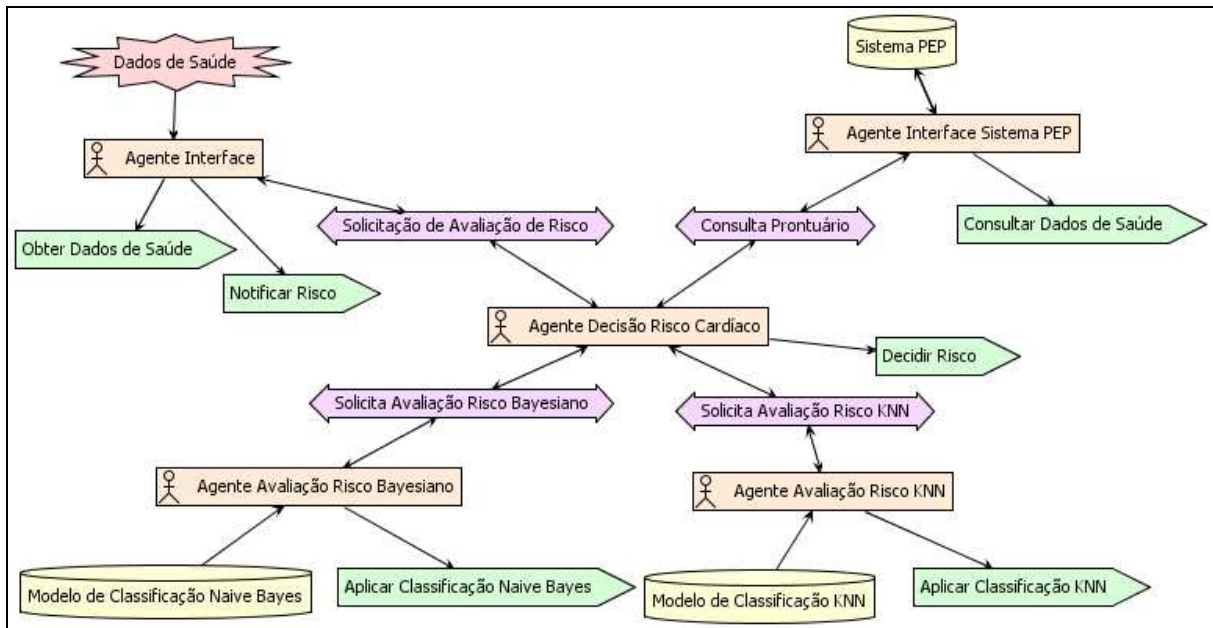 Sistema PEP
Dados de Saúde
Agente Interface Sistema PEP
Agente Interface
Solicitação de Avaliação de Risco
Consulta Prontuário
Consultar Dados de Saúde
Obter Dados de Saúde
Notificar Risco
Agente Decisão Risco Cardíaco
Decidir Risco
Solicita Avaliação Risco Bayesiano
Solicita Avaliação Risco KNN
Agente Avaliação Risco Bayesiano
Agente Avaliação Risco KNN
Modelo de Classificação Naive Bayes
Aplicar Classificação Naive Bayes
Modelo de Classificação KNN
Aplicar Classificação KNN